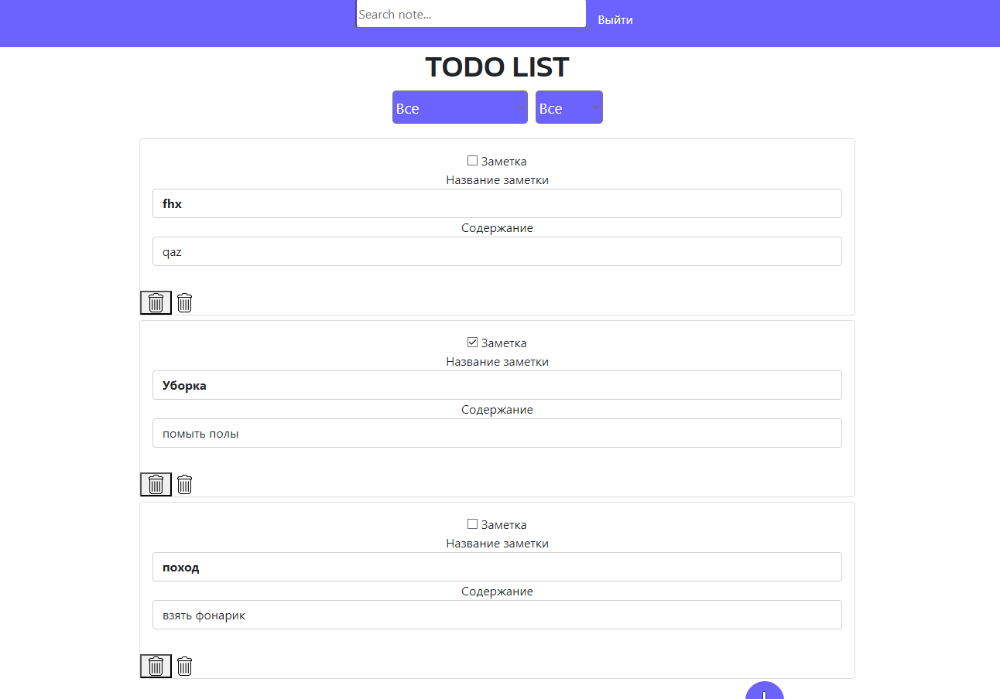 Search note...
Выйти
TODO LIST
Все
Все
Заметка
Название заметки
fhx
Содержание
qaz
Заметка
Название заметки
Уборка
Содержание
помыть полы
Заметка
Название заметки
поход
Содержание
взять фонарик